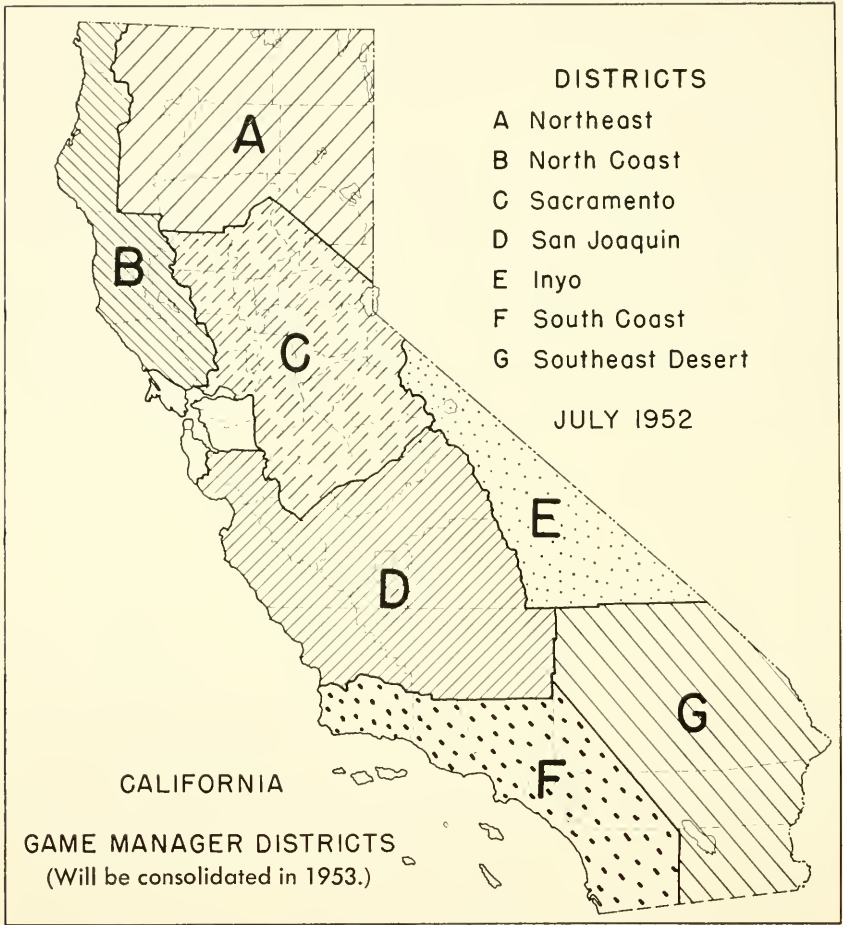 DISTRICTS
A Northeast
B North Coast
C Sacramento
D San Joaquin
E Inyo
F South Coast
G Southeast Desert
JULY 1952
A
B
C
D
E
F
G
CALIFORNIA
GAME MANAGER DISTRICTS
(Will be consolidated in 1953.)